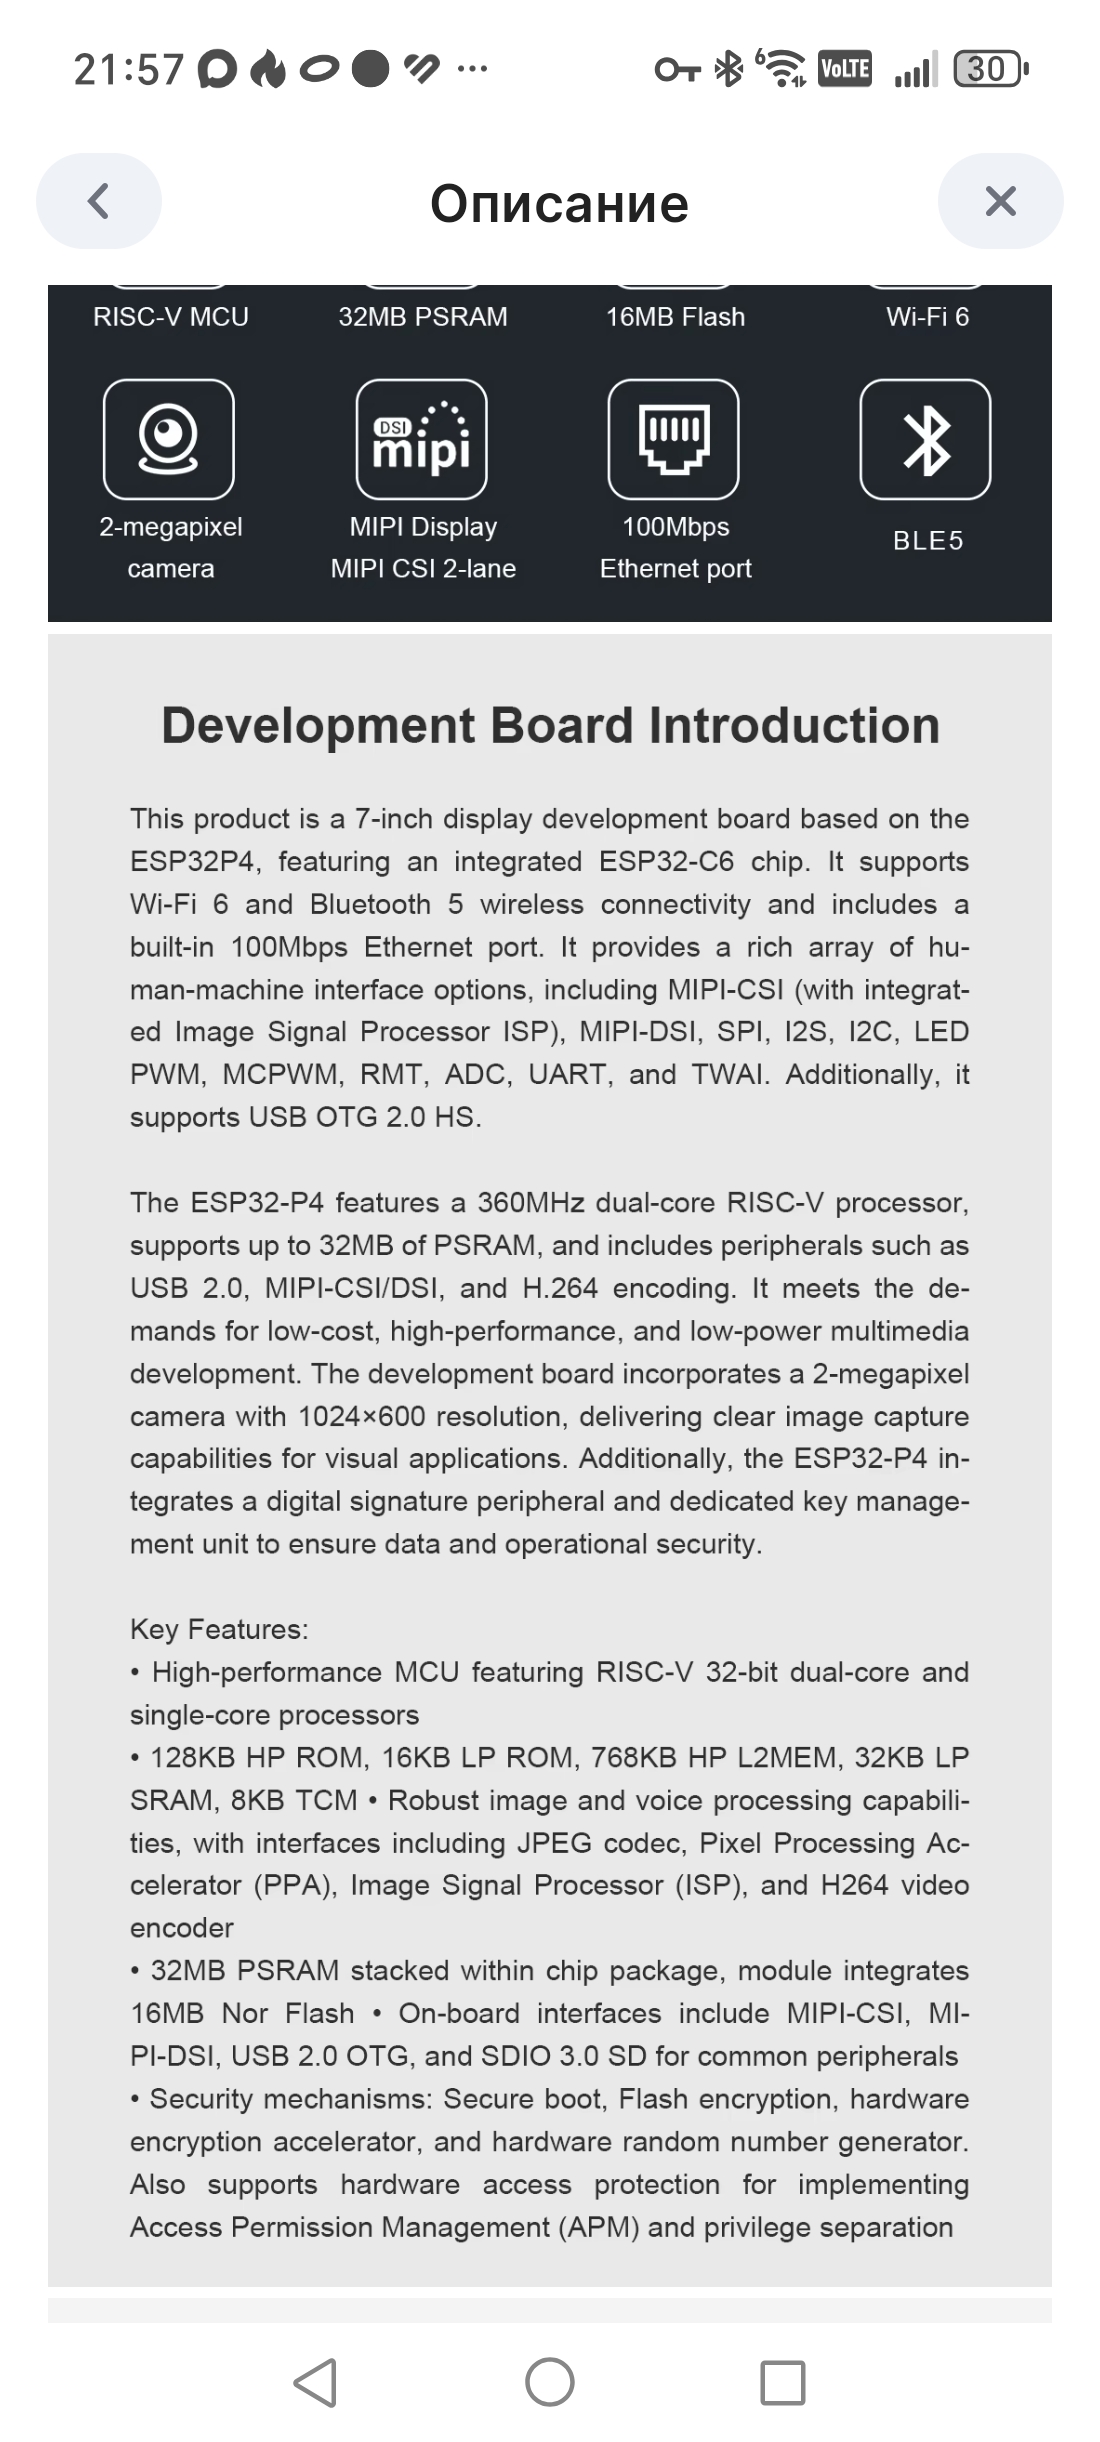 21:57
6
VoLTE
30
Описание
RISC-V MCU
32MB PSRAM
16MB Flash
Wi-Fi 6
DSI
mipi
2-megapixel
camera
MIPI Display
MIPI CSI 2-lane
100Mbps
Ethernet port
BLE5
Development Board Introduction
This product is a 7-inch display development board based on the
ESP32P4, featuring an integrated ESP32-C6 chip. It supports
Wi-Fi 6 and Bluetooth 5 wireless connectivity and includes a
built-in 100Mbps Ethernet port. It provides a rich array of hu-
man-machine interface options, including MIPI-CSI (with integrat-
ed Image Signal Processor ISP), MIPI-DSI, SPI, I2S, I2C, LED
PWM, MCPWM, RMT, ADC, UART, and TWAI. Additionally, it
supports USB OTG 2.0 HS.
The ESP32-P4 features a 360MHz dual-core RISC-V processor,
supports up to 32MB of PSRAM, and includes peripherals such as
USB 2.0, MIPI-CSI/DSI, and H.264 encoding. It meets the de-
mands for low-cost, high-performance, and low-power multimedia
development. The development board incorporates a 2-megapixel
camera with 1024×600 resolution, delivering clear image capture
capabilities for visual applications. Additionally, the ESP32-P4 in-
tegrates a digital signature peripheral and dedicated key manage-
ment unit to ensure data and operational security.
Key Features:
• High-performance MCU featuring RISC-V 32-bit dual-core and
single-core processors
• 128KB HP ROM, 16KB LP ROM, 768KB HP L2MEM, 32KB LP
SRAM, 8KB TCM • Robust image and voice processing capabili-
ties, with interfaces including JPEG codec, Pixel Processing Ac-
celerator (PPA), Image Signal Processor (ISP), and H264 video
encoder
• 32MB PSRAM stacked within chip package, module integrates
16MB Nor Flash • On-board interfaces include MIPI-CSI, MI-
PI-DSI, USB 2.0 OTG, and SDIO 3.0 SD for common peripherals
• Security mechanisms: Secure boot, Flash encryption, hardware
encryption accelerator, and hardware random number generator.
Also supports hardware access protection for implementing
Access Permission Management (APM) and privilege separation